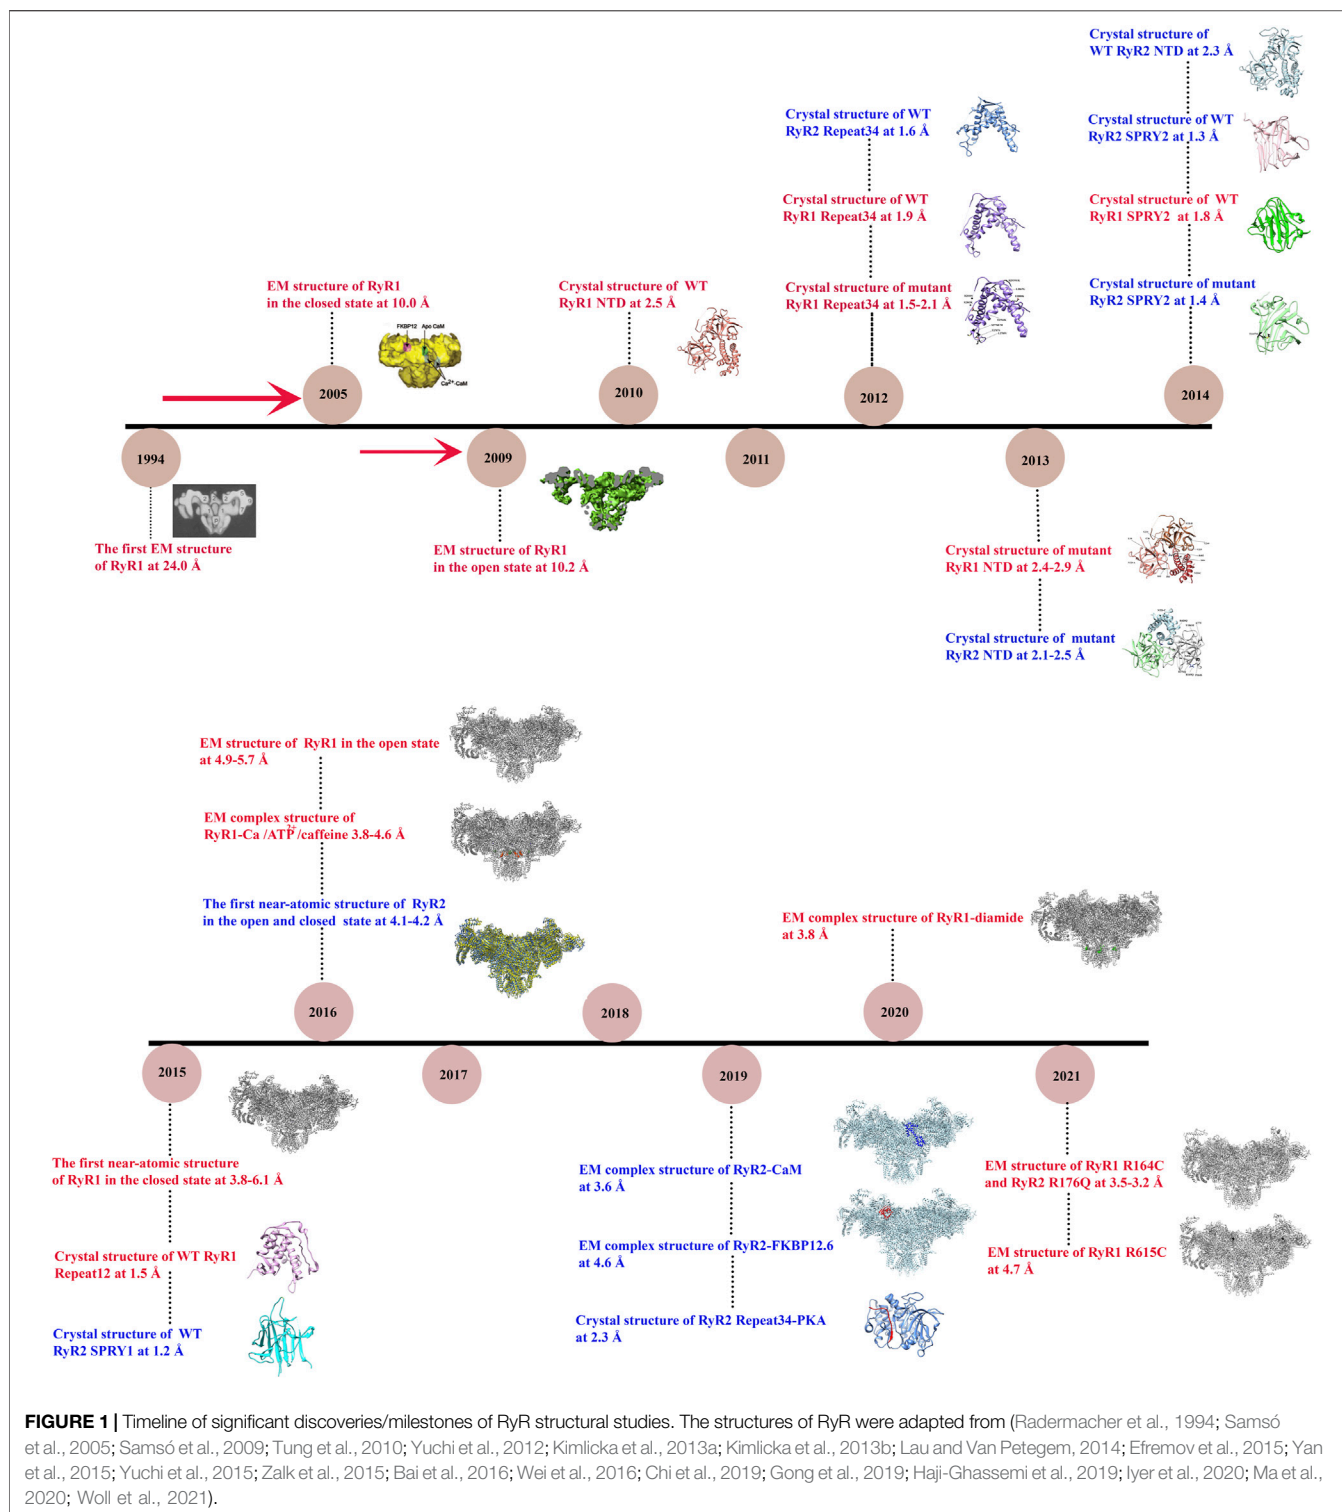 Crystal structure of
WT RyR2 NTD at 2.3 Å
Crystal structure of WT
RyR2 Repeat34 at 1.6 Å
Crystal structure of WT
RyR2 SPRY2 at 1.3 Å
Crystal structure of WT
RyR1 Repeat34 at 1.9 Å
Crystal structure of WT
RyR1 SPRY2 at 1.8 Å
EM structure of RyR1
in the closed state at 10.0 Å
Crystal structure of WT
RyR1 NTD at 2.5 Å
Crystal structure of mutant
RyR1 Repeat34 at 1.5-2.1 Å
Crystal structure of mutant
RyR2 SPRY2 at 1.4 Å
FKBP12 Apo CaM
Ca2+-CaM
2005
2010
2012
2014
1994
2009
2011
2013
The first EM structure
of RyR1 at 24.0 Å
EM structure of RyR1
in the open state at 10.2 Å
Crystal structure of mutant
RyR1 NTD at 2.4-2.9 Å
Crystal structure of mutant
RyR2 NTD at 2.1-2.5 Å
EM structure of RyR1 in the open state
at 4.9-5.7 Å
EM complex structure of
RyR1-Ca2+/ATP/caffeine 3.8-4.6 Å
The first near-atomic structure of RyR2
in the open and closed state at 4.1-4.2 Å
EM complex structure of RyR1-diamide
at 3.8 Å
2016
2018
2020
2015
2017
2019
2021
The first near-atomic structure
of RyR1 in the closed state at 3.8-6.1 Å
Crystal structure of WT RyR1
Repeat12 at 1.5 Å
Crystal structure of WT
RyR2 SPRY1 at 1.2 Å
EM complex structure of RyR2-CaM
at 3.6 Å
EM complex structure of RyR2-FKBP12.6
at 4.6 Å
Crystal structure of RyR2 Repeat34-PKA
at 2.3 Å
EM structure of RyR1 R164C
and RyR2 R176Q at 3.5-3.2 Å
EM structure of RyR1 R615C
at 4.7 Å
FIGURE 1 | Timeline of significant discoveries/milestones of RyR structural studies. The structures of RyR were adapted from (Radermacher et al., 1994; Samsó
et al., 2005; Samsó et al., 2009; Tung et al., 2010; Yuchi et al., 2012; Kimlicka et al., 2013a; Kimlicka et al., 2013b; Lau and Van Petegem, 2014; Efremov et al., 2015; Yan
et al., 2015; Yuchi et al., 2015; Zalk et al., 2015; Bai et al., 2016; Wei et al., 2016; Chi et al., 2019; Gong et al., 2019; Haji-Ghassemi et al., 2019; Iyer et al., 2020; Ma et al.,
2020; Woll et al., 2021).